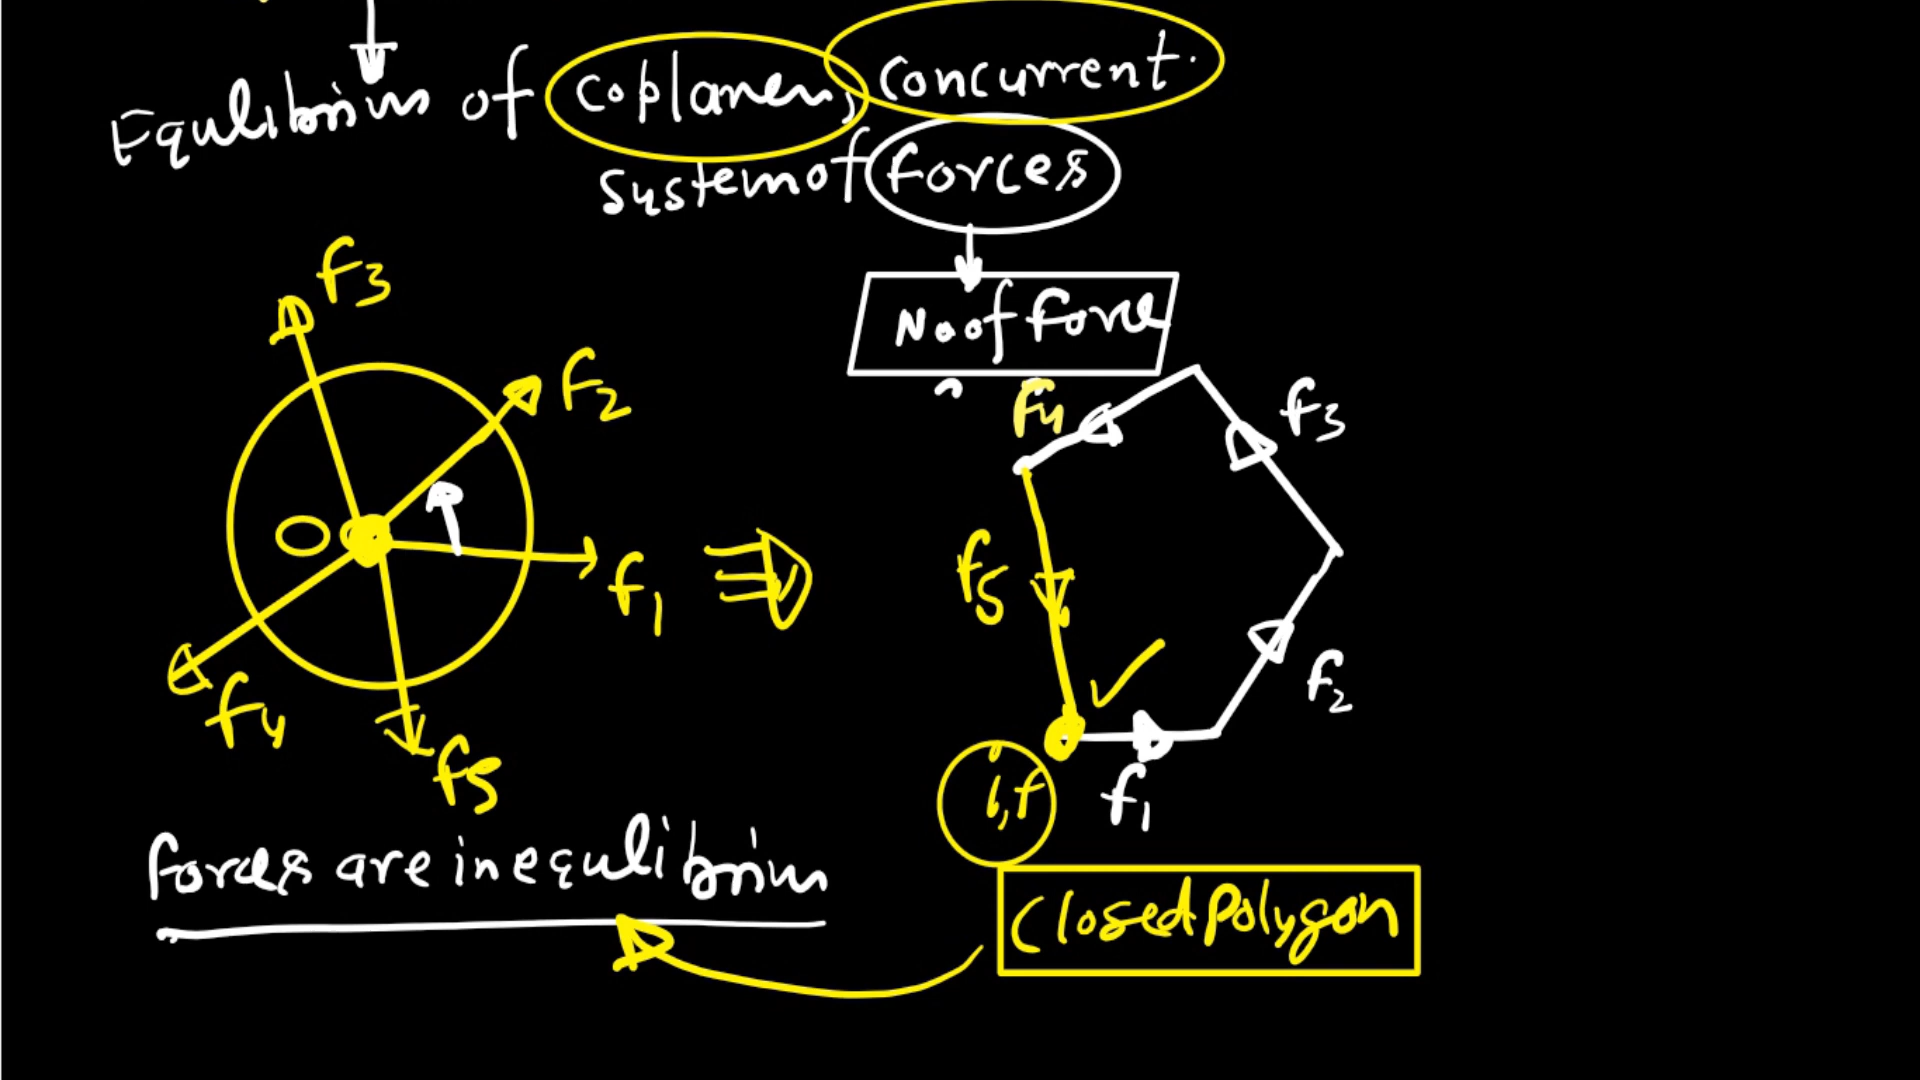 Equlibrium of coplaner, concurrent.
system of forces
No of force
f3
F2
f1
O
f4
f5
F4
f3
f5
f2
i,f
f1
forces are in equlibrium
Closed polygon